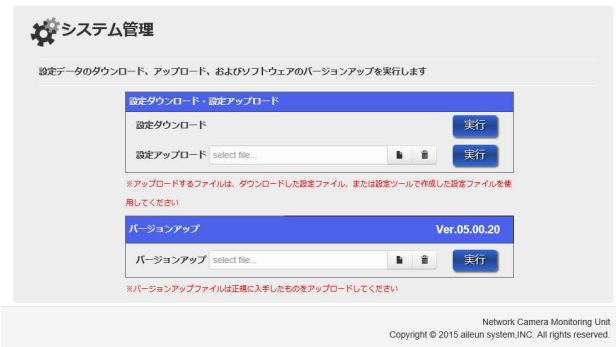 システム管理
設定データのダウンロード、アップロード、およびソフトウェアのバージョンアップを実行します
設定ダウンロード・設定アップロード
設定ダウンロード 実行
設定アップロード select file... 実行
※アップロードするファイルは、ダウンロードした設定ファイル、または設定ツールで作成した設定ファイルを使
用してください
バージョンアップ Ver.05.00.20
バージョンアップ select file... 実行
※バージョンアップファイルは正規に入手したものをアップロードしてください
Network Camera Monitoring Unit
Copyright © 2015 aileun system,INC. All rights reserved.